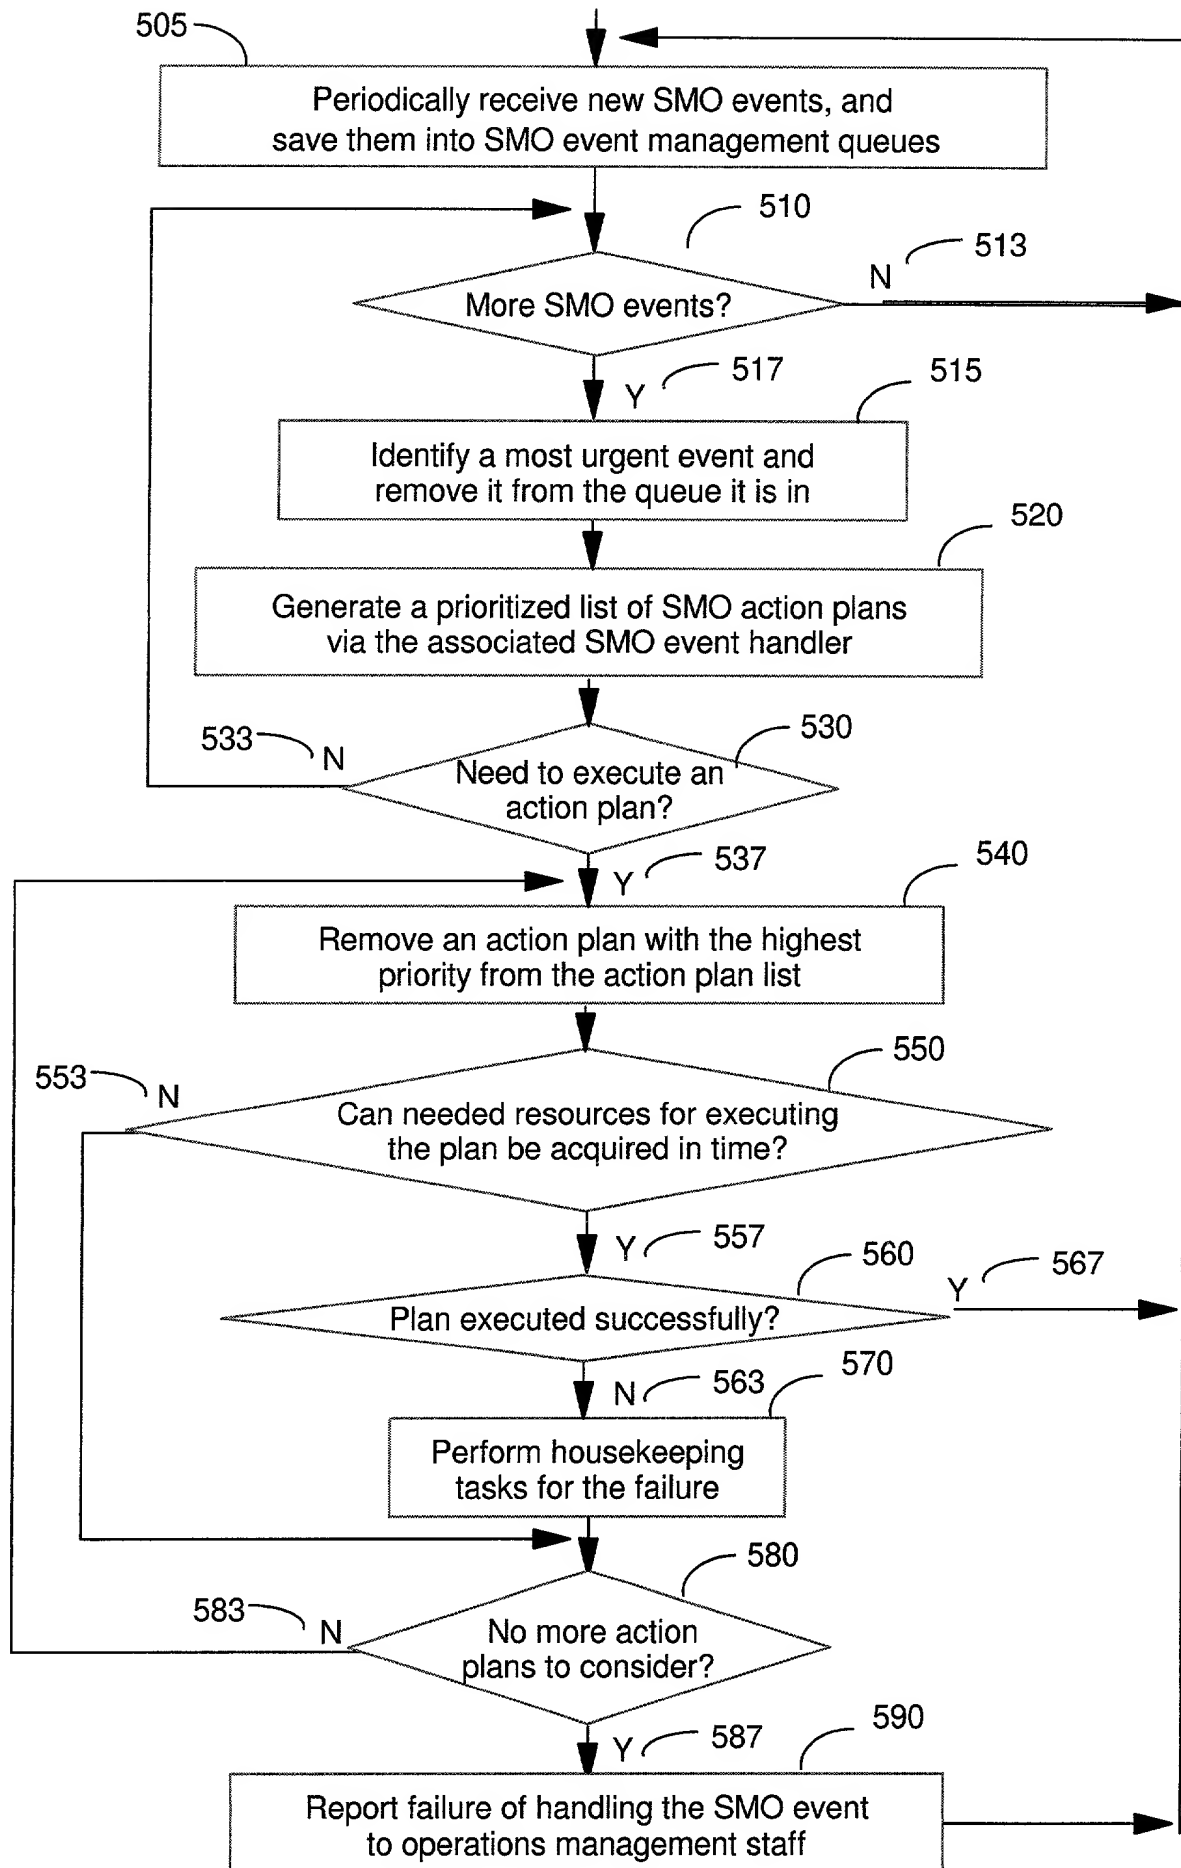 505
Periodically receive new SMO events, and
save them into SMO event management queues
510
513
N
More SMO events?
517
Y
515
Identify a most urgent event and
remove it from the queue it is in
520
Generate a prioritized list of SMO action plans
via the associated SMO event handler
533
N
530
Need to execute an
action plan?
537
Y
540
Remove an action plan with the highest
priority from the action plan list
553
N
550
Can needed resources for executing
the plan be acquired in time?
557
Y
560
567
Y
Plan executed successfully?
563
N
570
Perform housekeeping
tasks for the failure
580
583
N
No more action
plans to consider?
587
Y
590
Report failure of handling the SMO event
to operations management staff